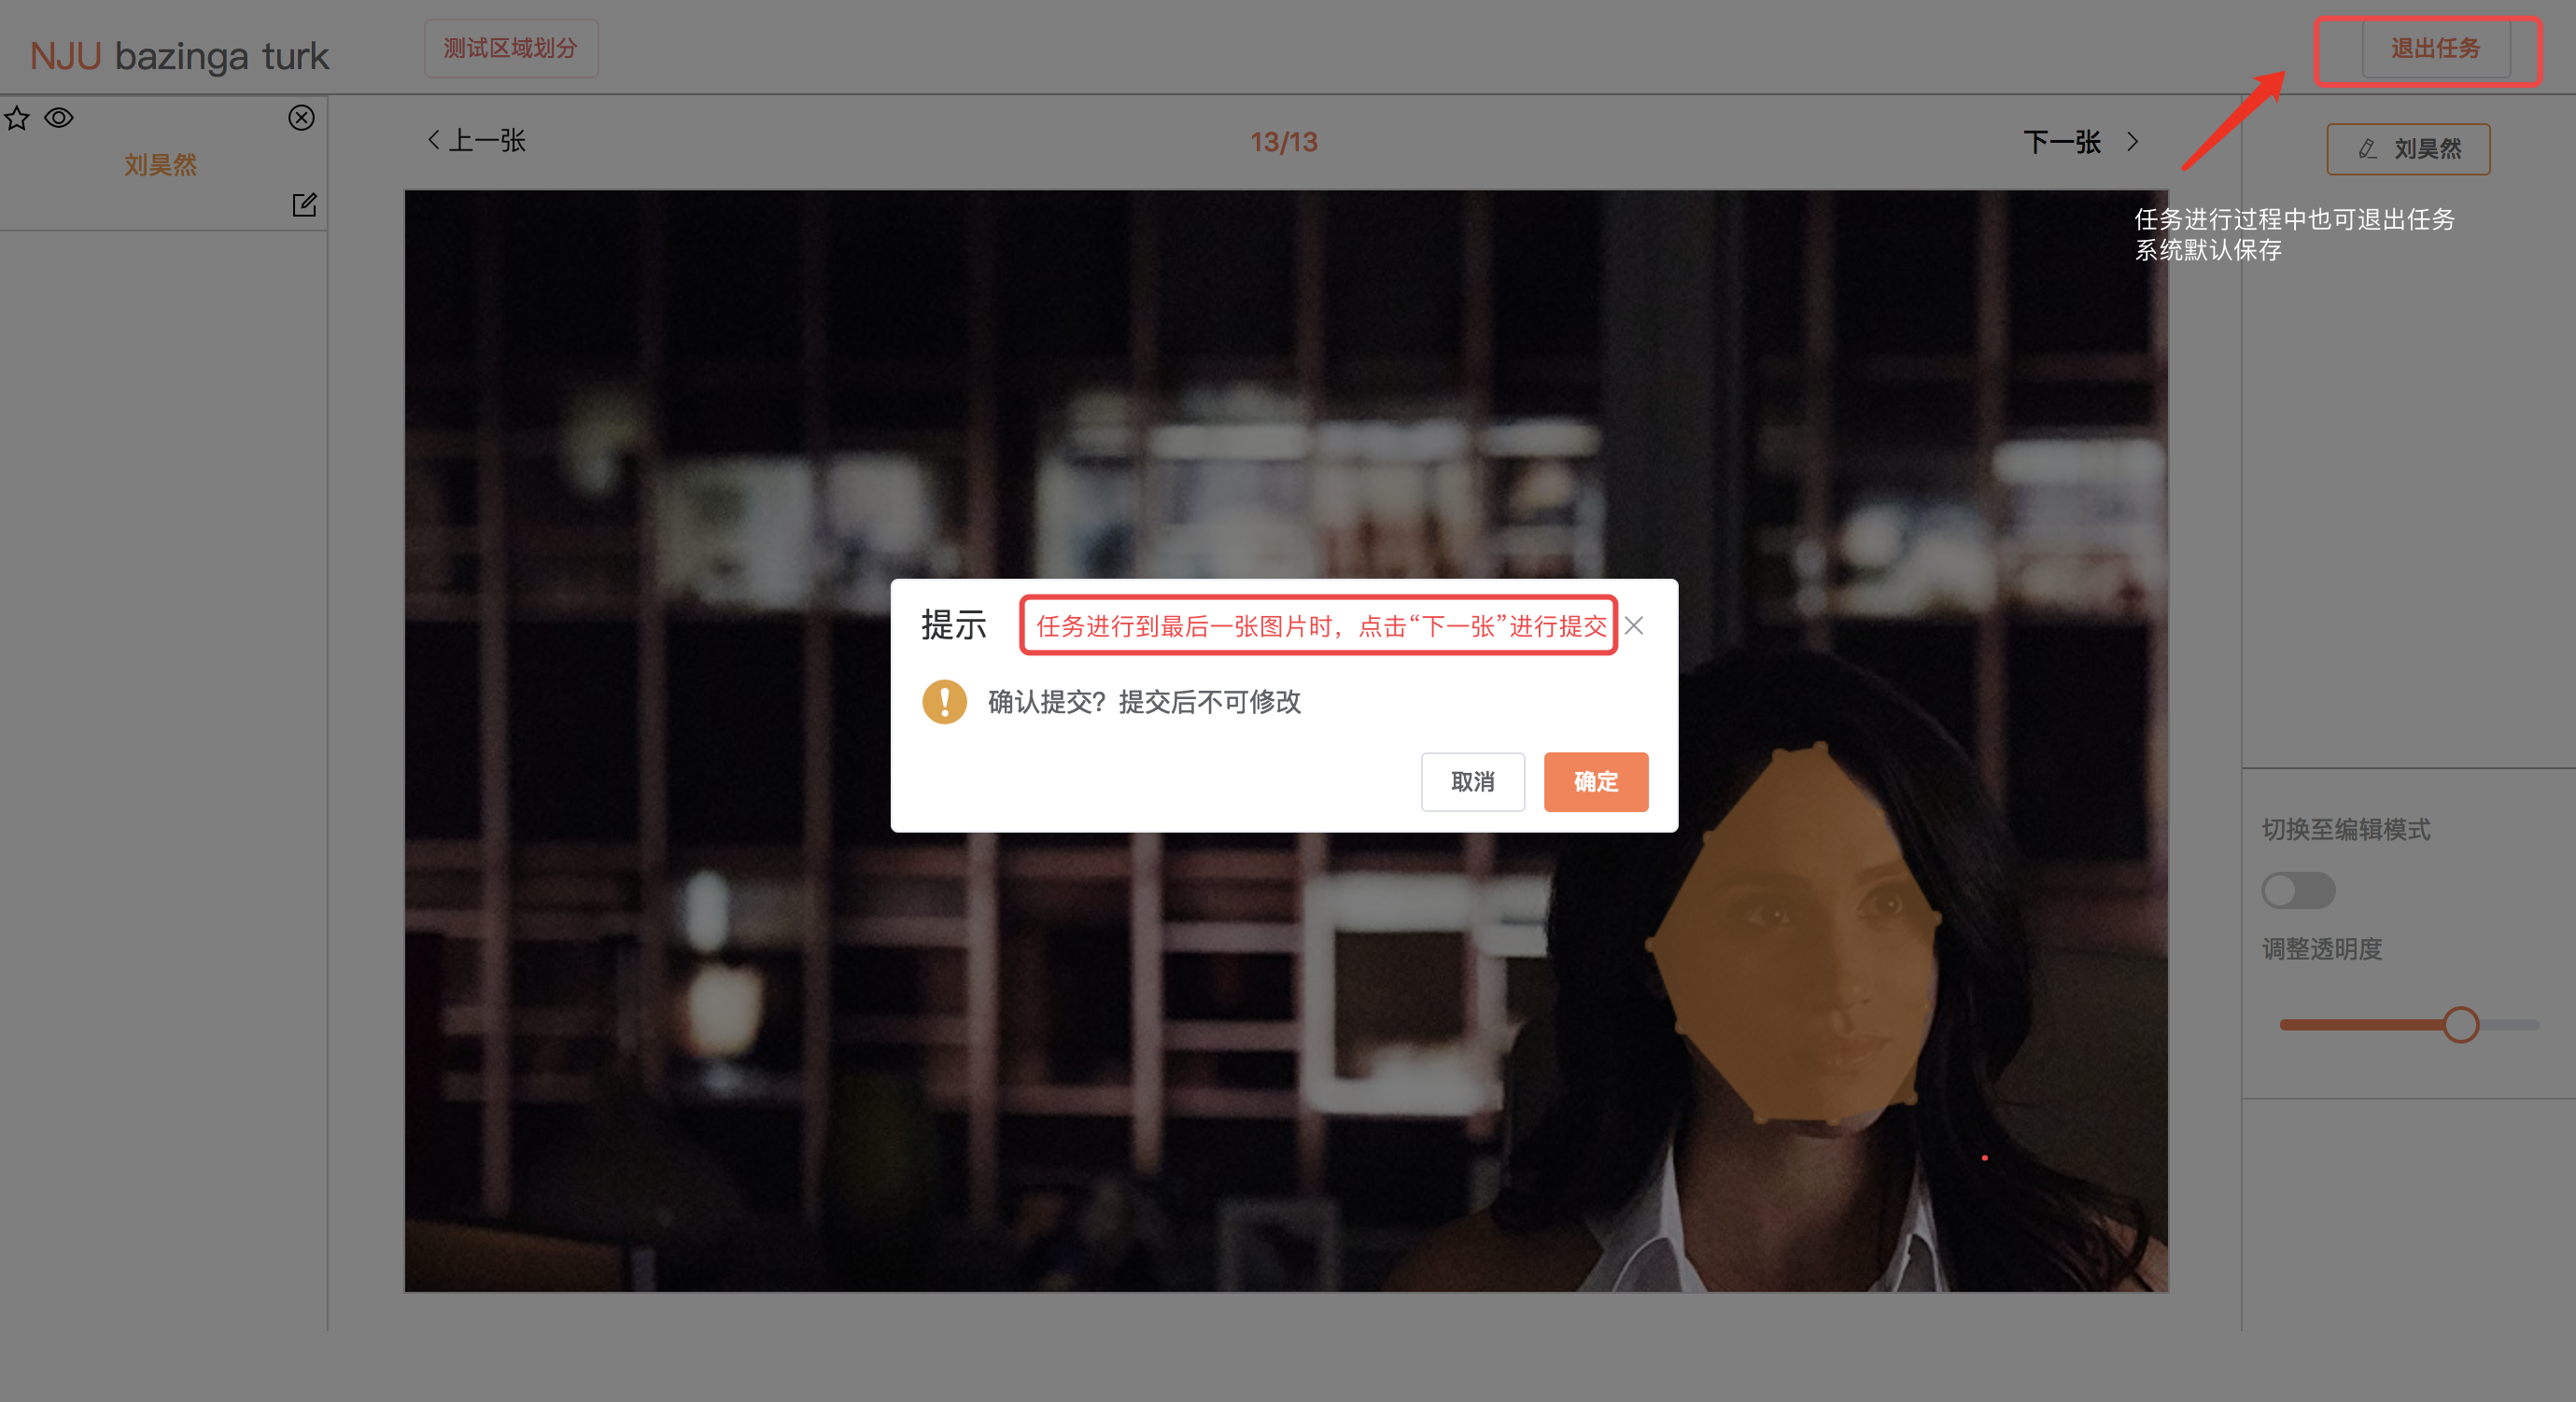 NJU bazinga turk
测试区域划分
退出任务
刘昊然
上一张
13/13
下一张
刘昊然
任务进行过程中也可退出任务
系统默认保存
提示
任务进行到最后一张图片时，点击“下一张”进行提交
确认提交？提交后不可修改
取消
确定
切换至编辑模式
调整透明度